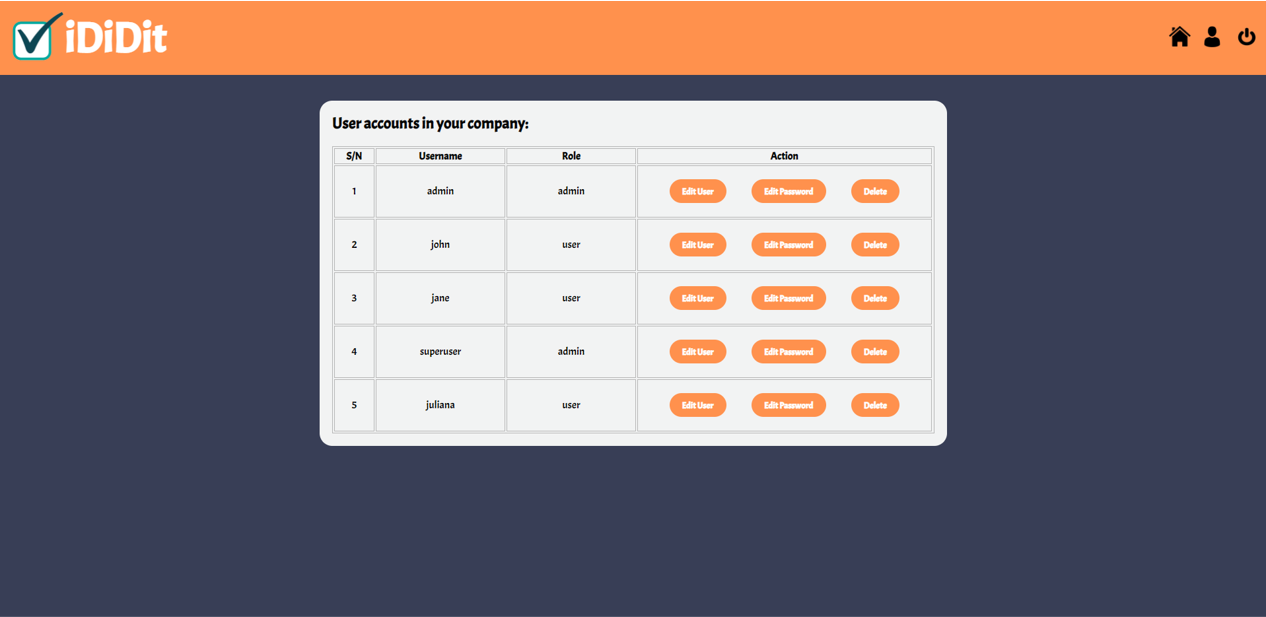 iDiDit
User accounts in your company:
S/N Username Role Action
1 admin admin Edit User Edit Password Delete
2 john user Edit User Edit Password Delete
3 jane user Edit User Edit Password Delete
4 superuser admin Edit User Edit Password Delete
5 juliana user Edit User Edit Password Delete